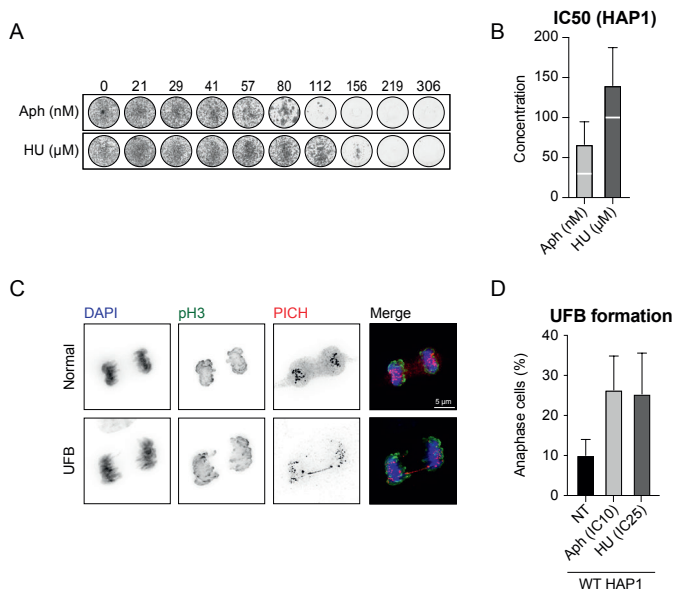 A
0 21 29 41 57 80 112 156 219 306
Aph (nM)
HU (µM)
B
IC50 (HAP1)
Concentration
200
150
100
50
0
Aph (nM)
HU (µM)
C
DAPI pH3 PICH Merge
Normal
5 µm
UFB
D
UFB formation
Anaphase cells (%)
40
30
20
10
0
NT
Aph (IC10)
HU (IC25)
WT HAP1